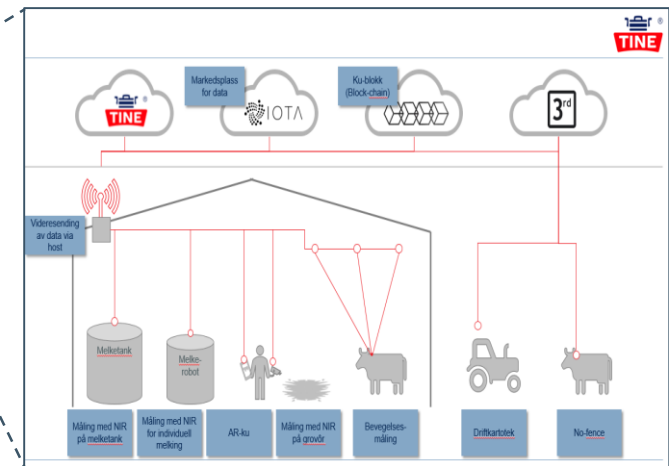 ®
TINE
Markedsplass
for data
Ku-blokk
(Block-chain)
®
TINE
IOTA
3rd
Videresending
av data via
host
Melketank
Melke-
robot
Måling med NIR
på melketank
Måling med NIR
for individuell
melking
AR-ku
Måling med NIR
på grovôr
Bevegelses-
måling
Driftkartotek
No-fence